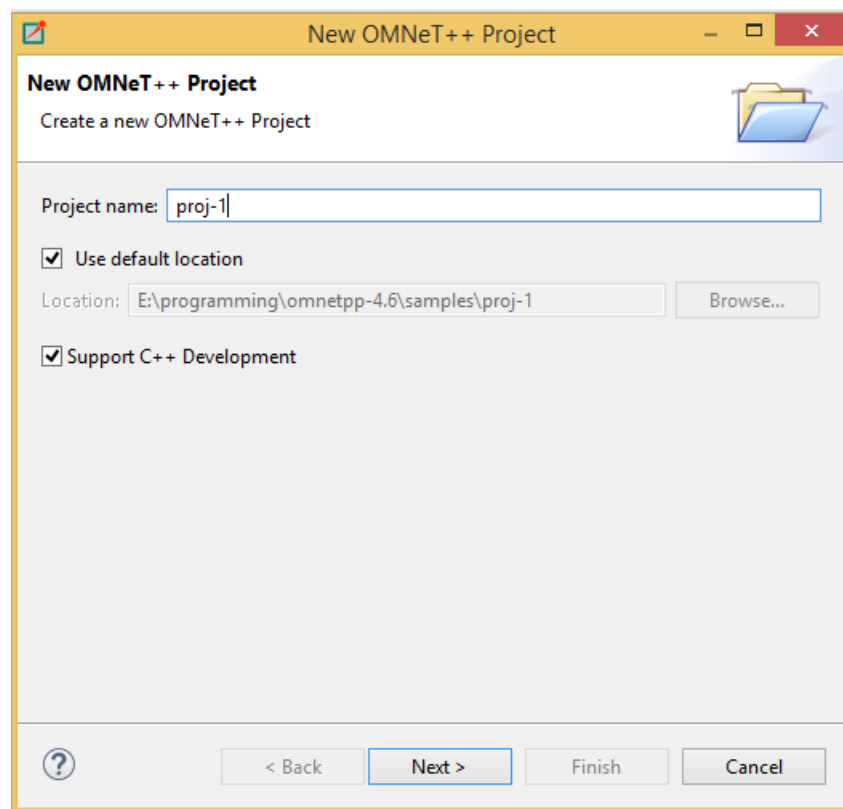 New OMNeT++ Project
New OMNeT++ Project
Create a new OMNeT++ Project
Project name: proj-1
Use default location
Location: E:\programming\omnetpp-4.6\samples\proj-1 Browse...
Support C++ Development
? < Back Next > Finish Cancel